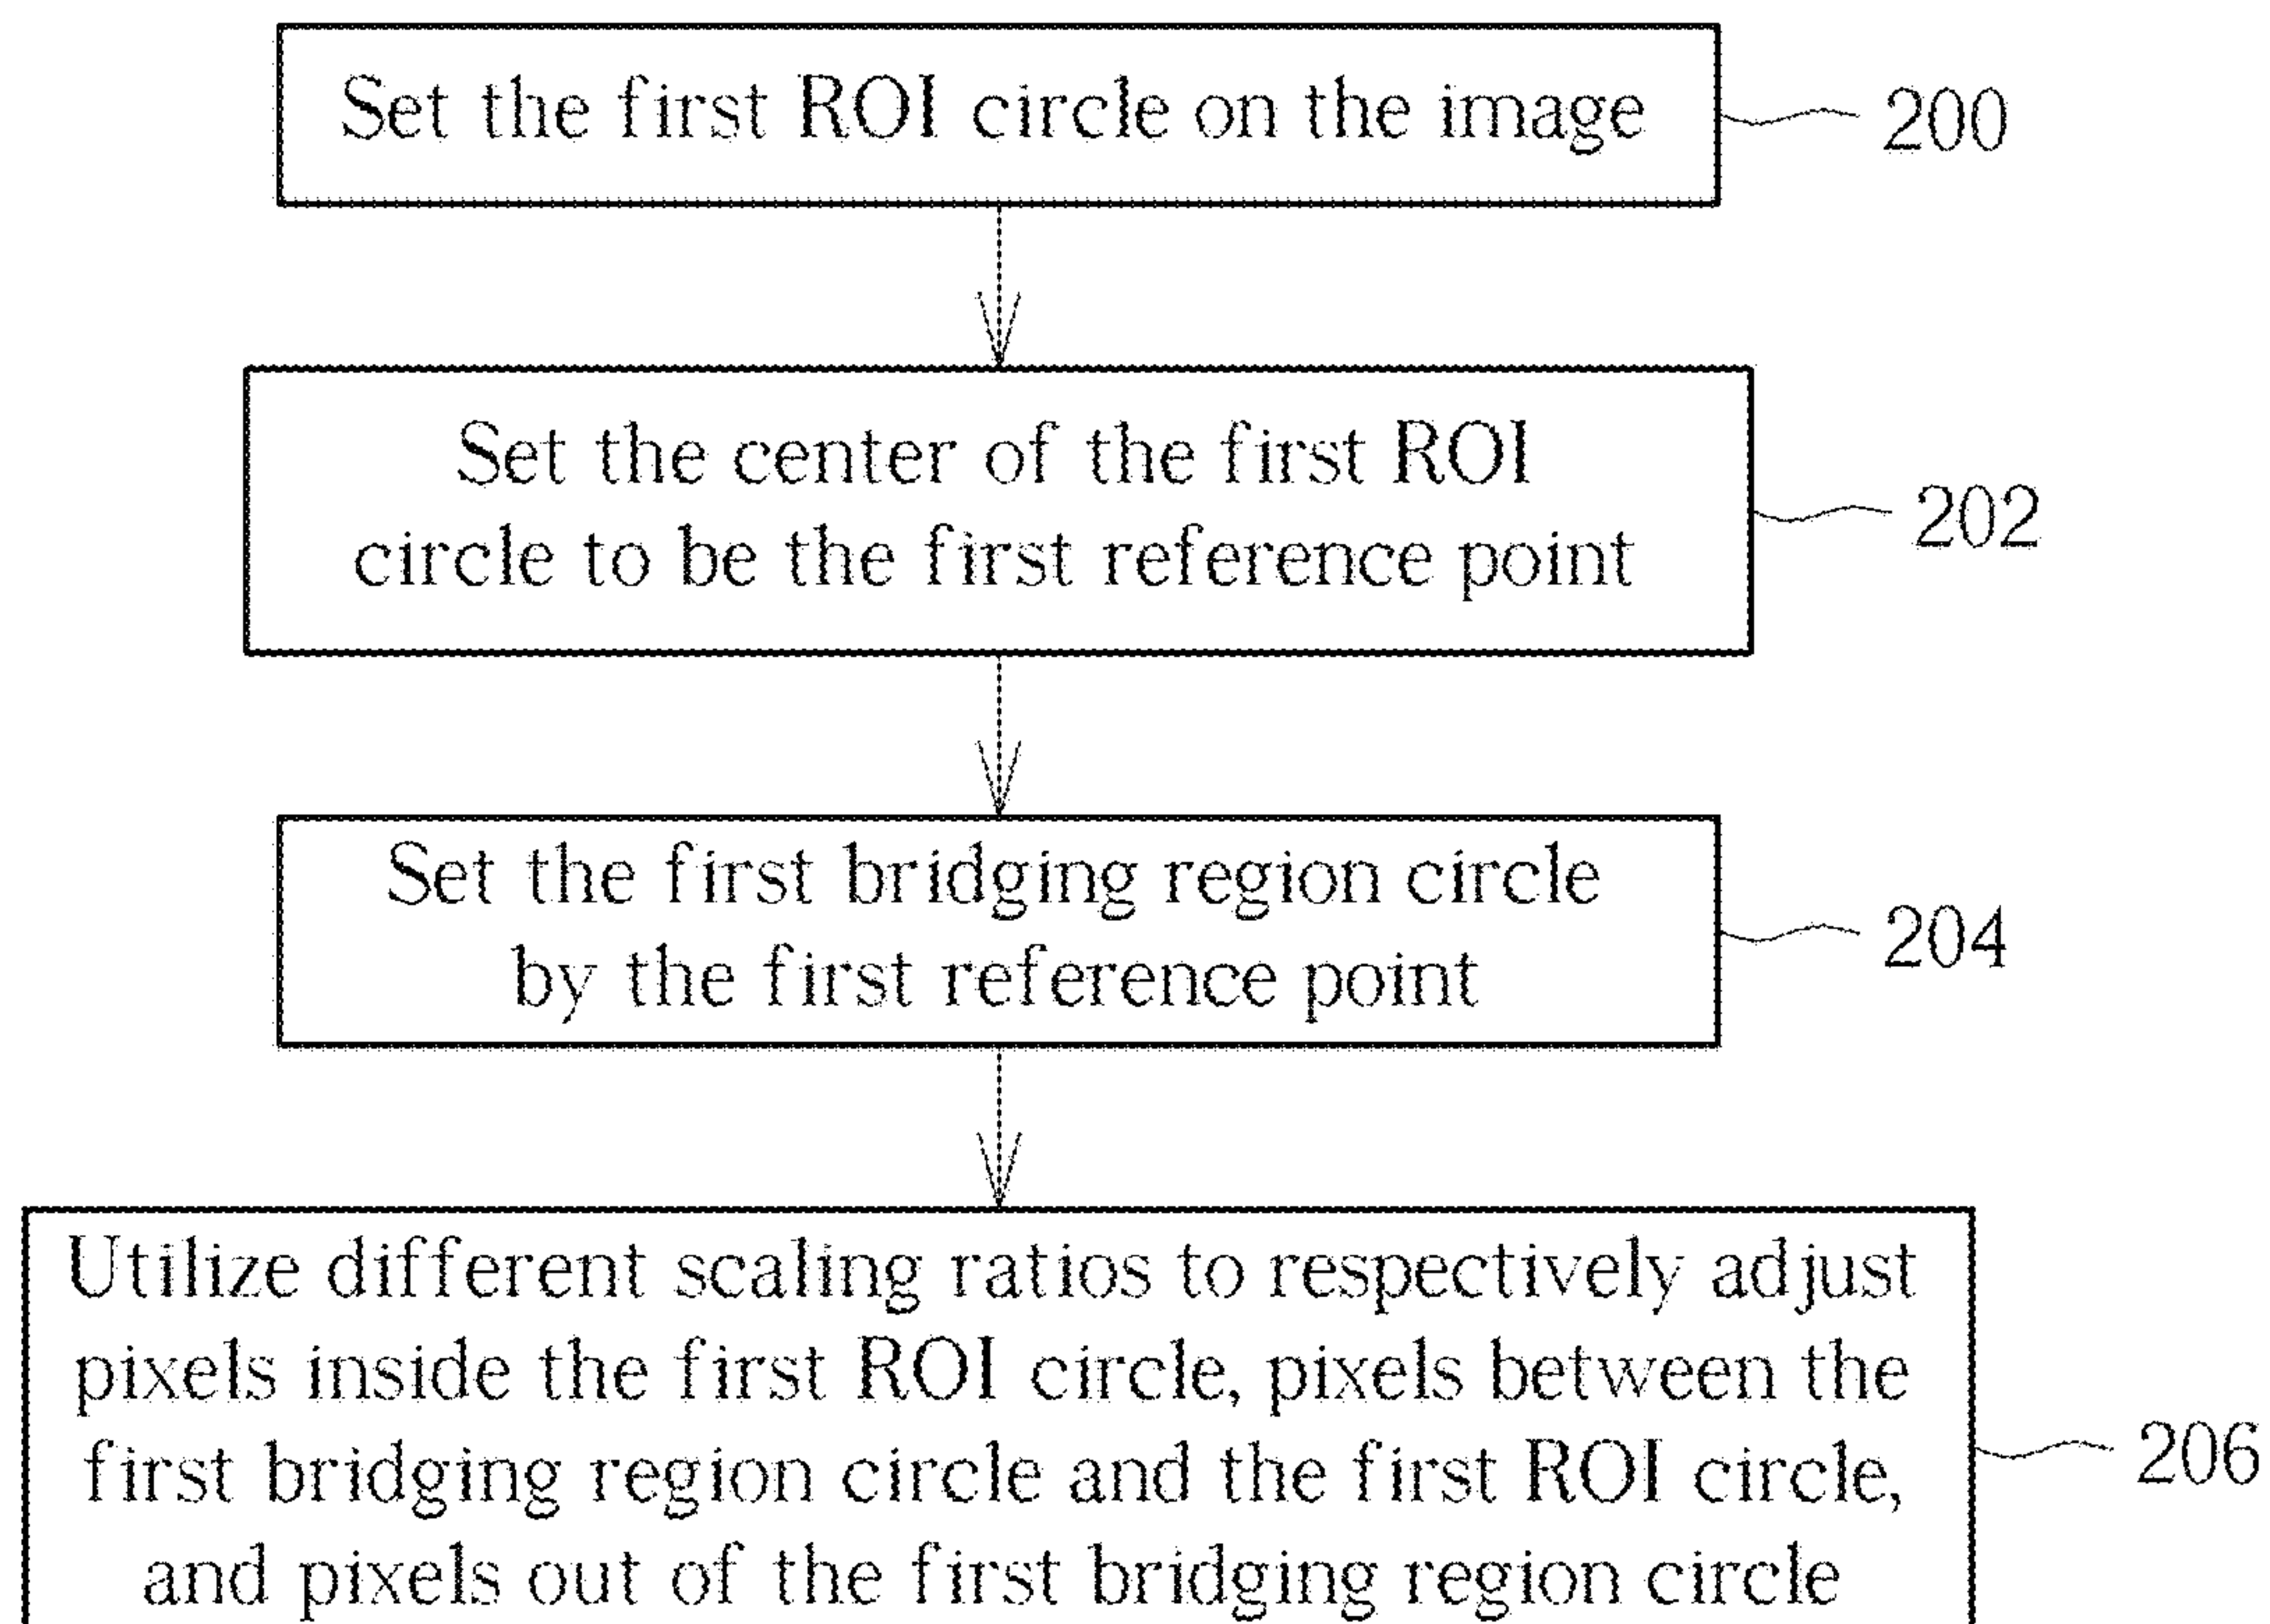 Set the first ROI circle on the image
200
Set the center of the first ROI
circle to be the first reference point
202
Set the first bridging region circle
by the first reference point
204
Utilize different scaling ratios to respectively adjust
pixels inside the first ROI circle, pixels between the
first bridging region circle and the first ROI circle,
and pixels out of the first bridging region circle
206